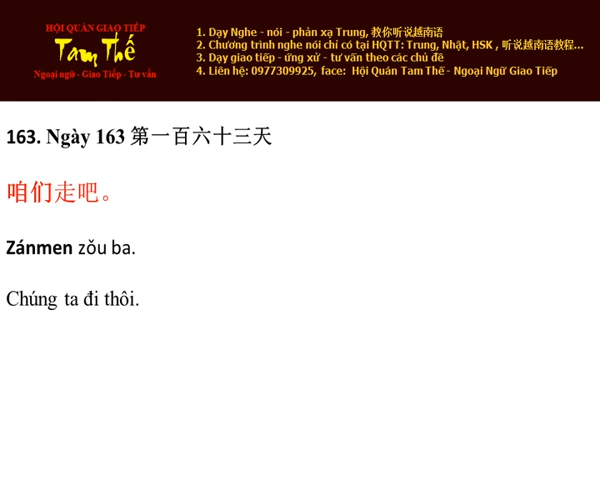 HỘI QUÁN GIAO TIẾP
Tam Thế
Ngoại ngữ - Giao Tiếp - Tư vấn
1. Dạy Nghe - nói - phản xạ Trung, 教你听说越南语
2. Chương trình nghe nói chỉ có tại HQTT: Trung, Nhật, HSK , 听说越南语教程...
3. Dạy giao tiếp - ứng xử - tư vấn theo các chủ đề
4. Liên hệ: 0977309925, face: Hội Quán Tam Thế - Ngoại Ngữ Giao Tiếp
163. Ngày 163 第一百六十三天
咱们走吧。
Zánmen zǒu ba.
Chúng ta đi thôi.